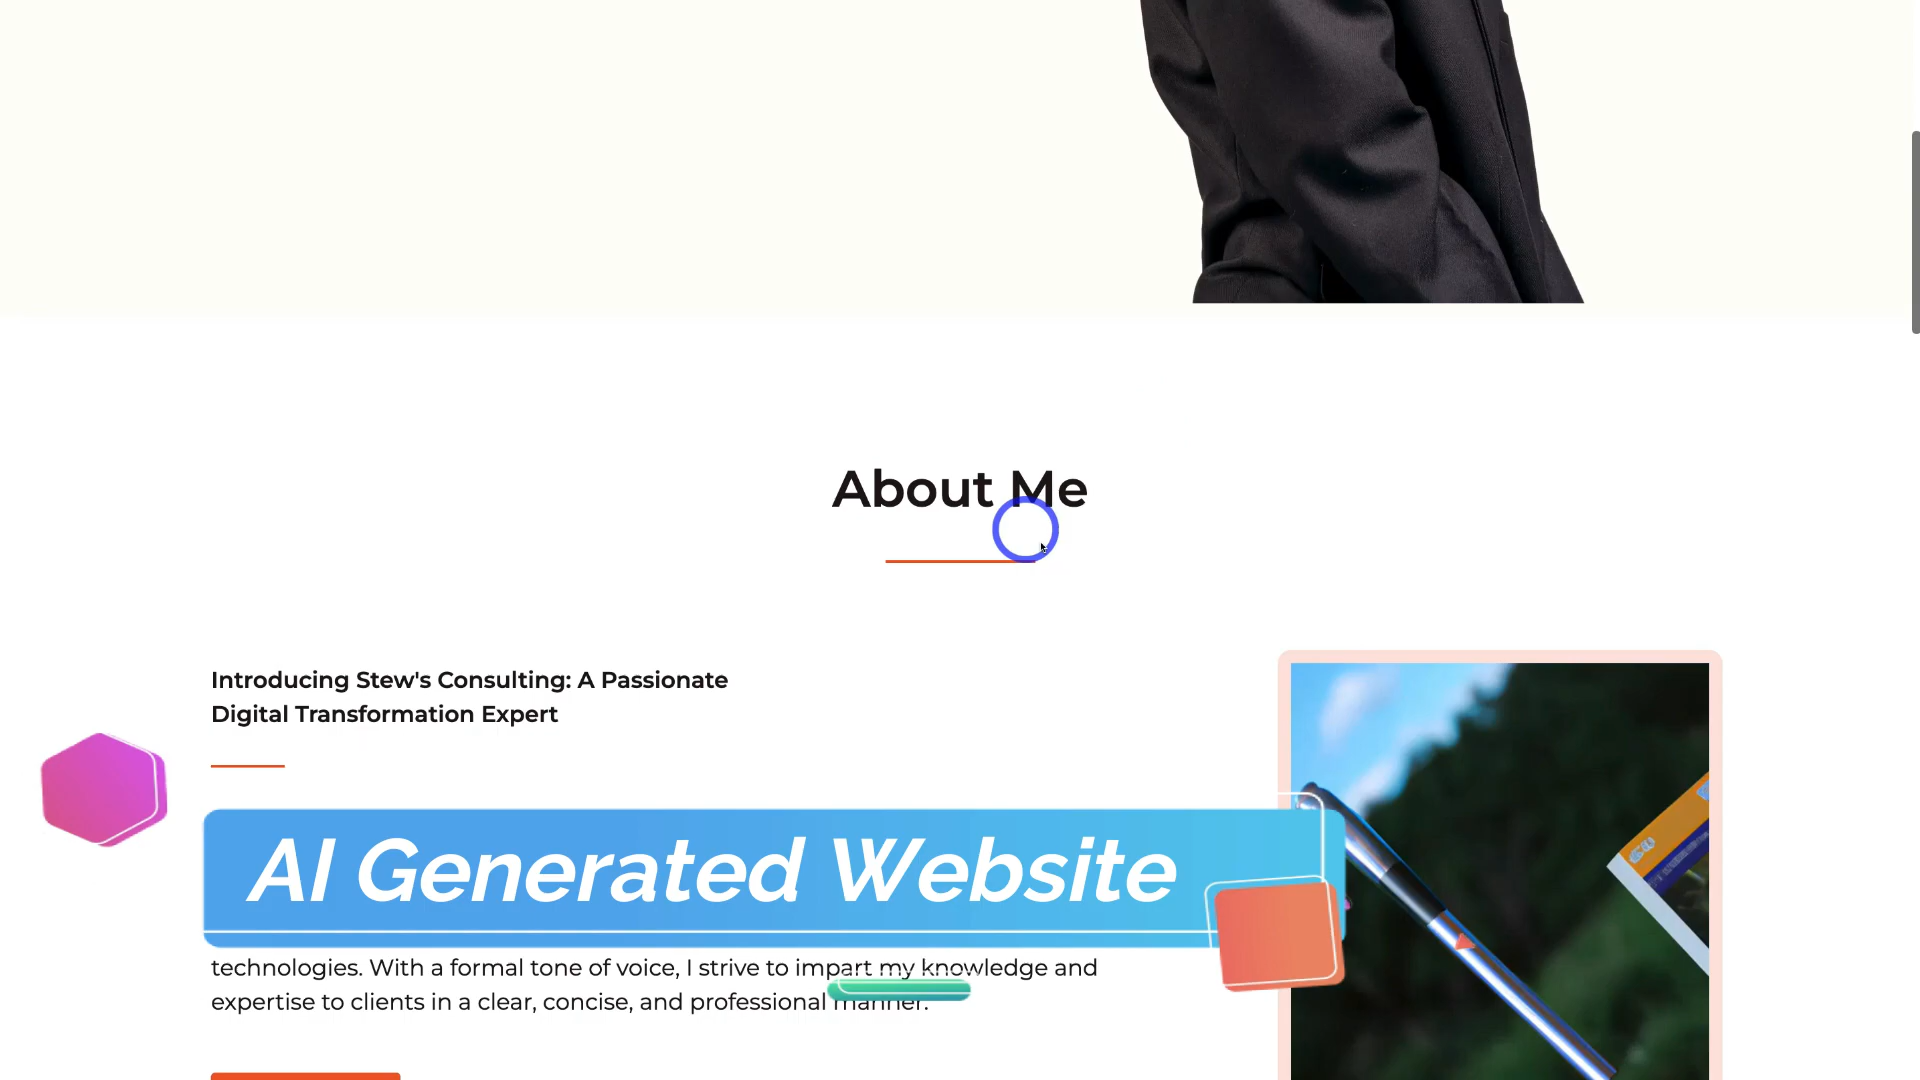 About Me
Introducing Stew's Consulting: A Passionate
Digital Transformation Expert
AI Generated Website
technologies. With a formal tone of voice, I strive to impart my knowledge and
expertise to clients in a clear, concise, and professional manner.